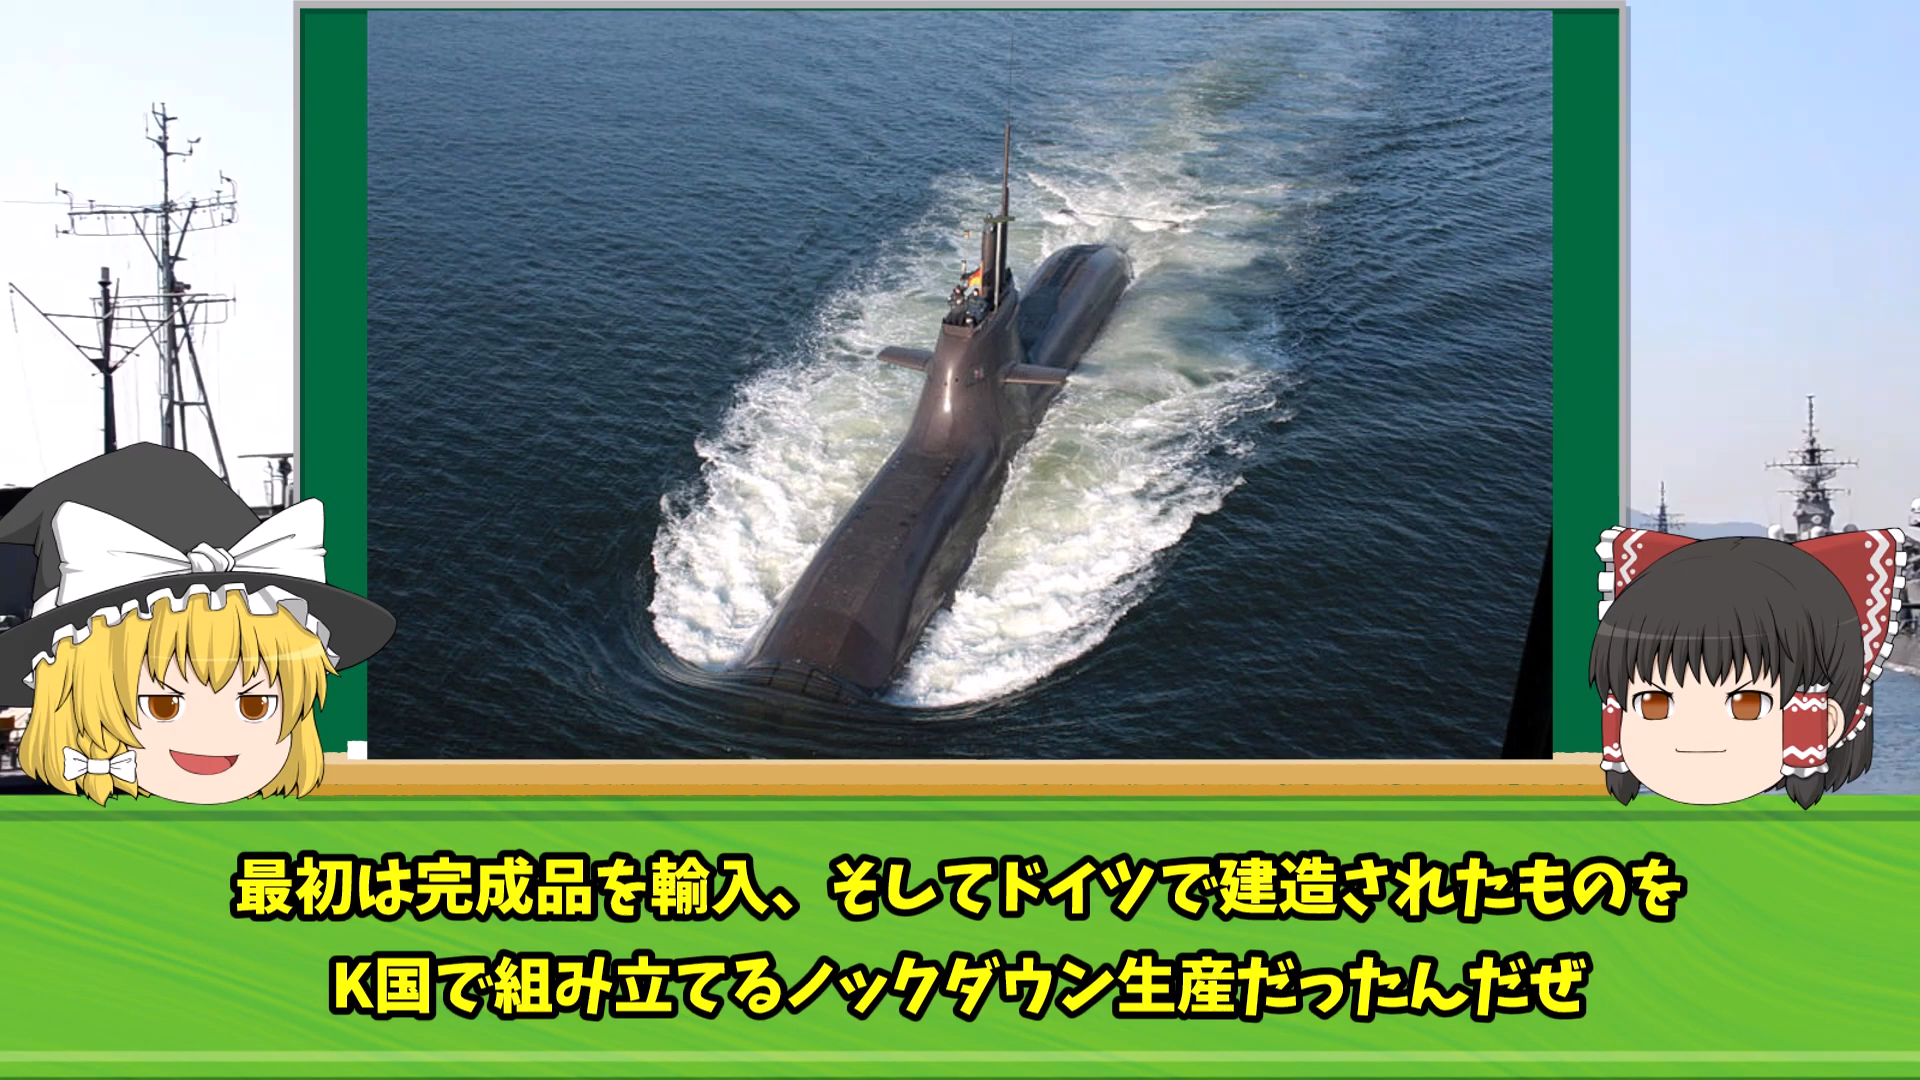 最初は完成品を輸入、そしてドイツで建造されたものを
K国で組み立てるノックダウン生産だったんだぜ